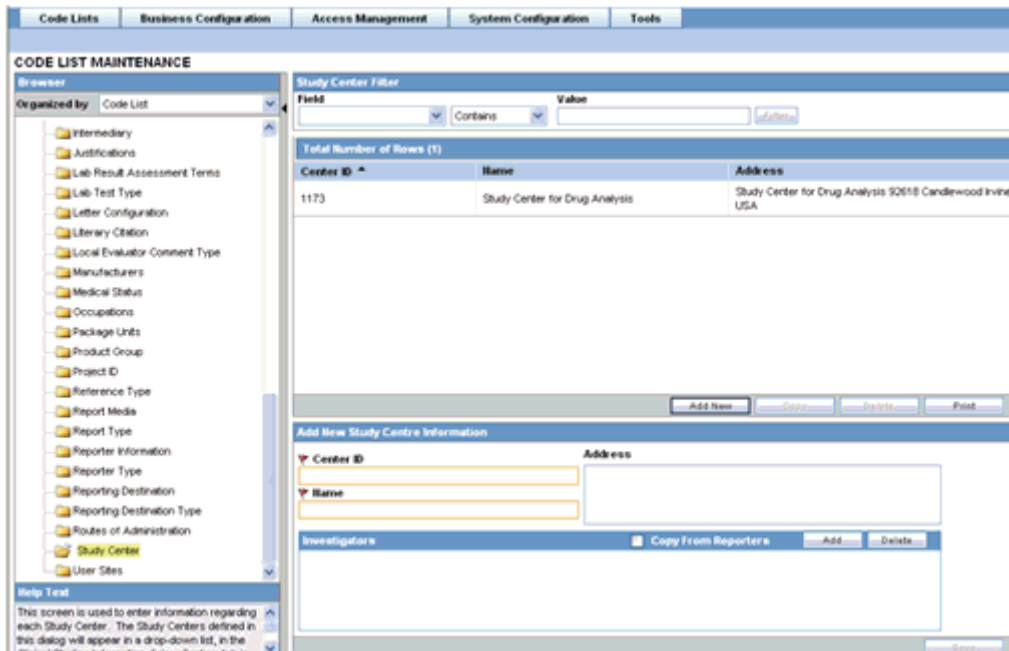 Code Lists Business Configuration Access Management System Configuration Tools
CODE LIST MAINTENANCE
Browser
Organized by Code List
Intermediary
Justifications
Lab Result Assessment Terms
Lab Test Type
Letter Configuration
Literary Citation
Local Evaluator Comment Type
Manufacturers
Medical Status
Occupations
Package Units
Product Group
Project ID
Reference Type
Report Media
Report Type
Reporter Information
Reporter Type
Reporting Destination
Reporting Destination Type
Routes of Administration
Study Center
User Sites
Help Text
This screen is used to enter information regarding
each Study Center. The Study Centers defined in
this dialog will appear in a drop-down list, in the
Study Center Filter
Field Value
Contains
Total Number of Rows (1)
Center ID Name Address
1173 Study Center for Drug Analysis Study Center for Drug Analysis 92618 Candlewood Irvine
USA
Add New Copy Delete Print
Add New Study Centre Information
Center ID Address
Name
Investigators Copy From Reporters Add Delete
Save